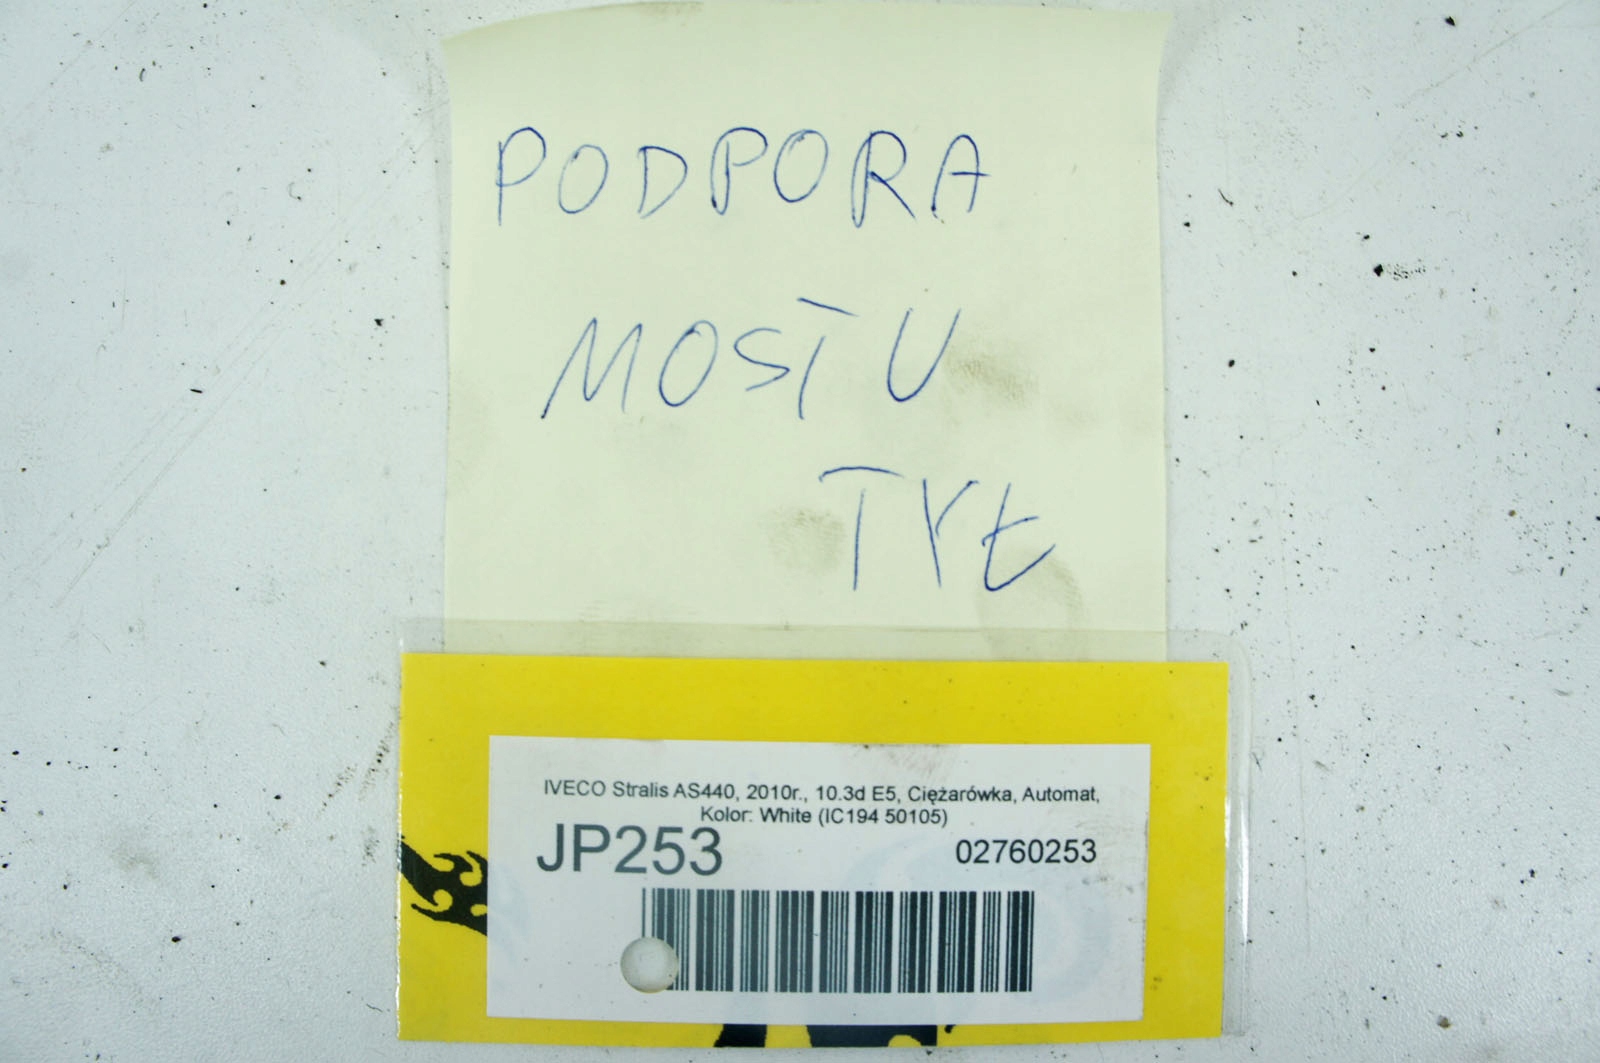 PODPORA
MOSTU
TYŁ
IVECO Stralis AS440, 2010r., 10.3d E5, Ciężarówka, Automat,
Kolor: White (IC194 50105)
JP253 02760253